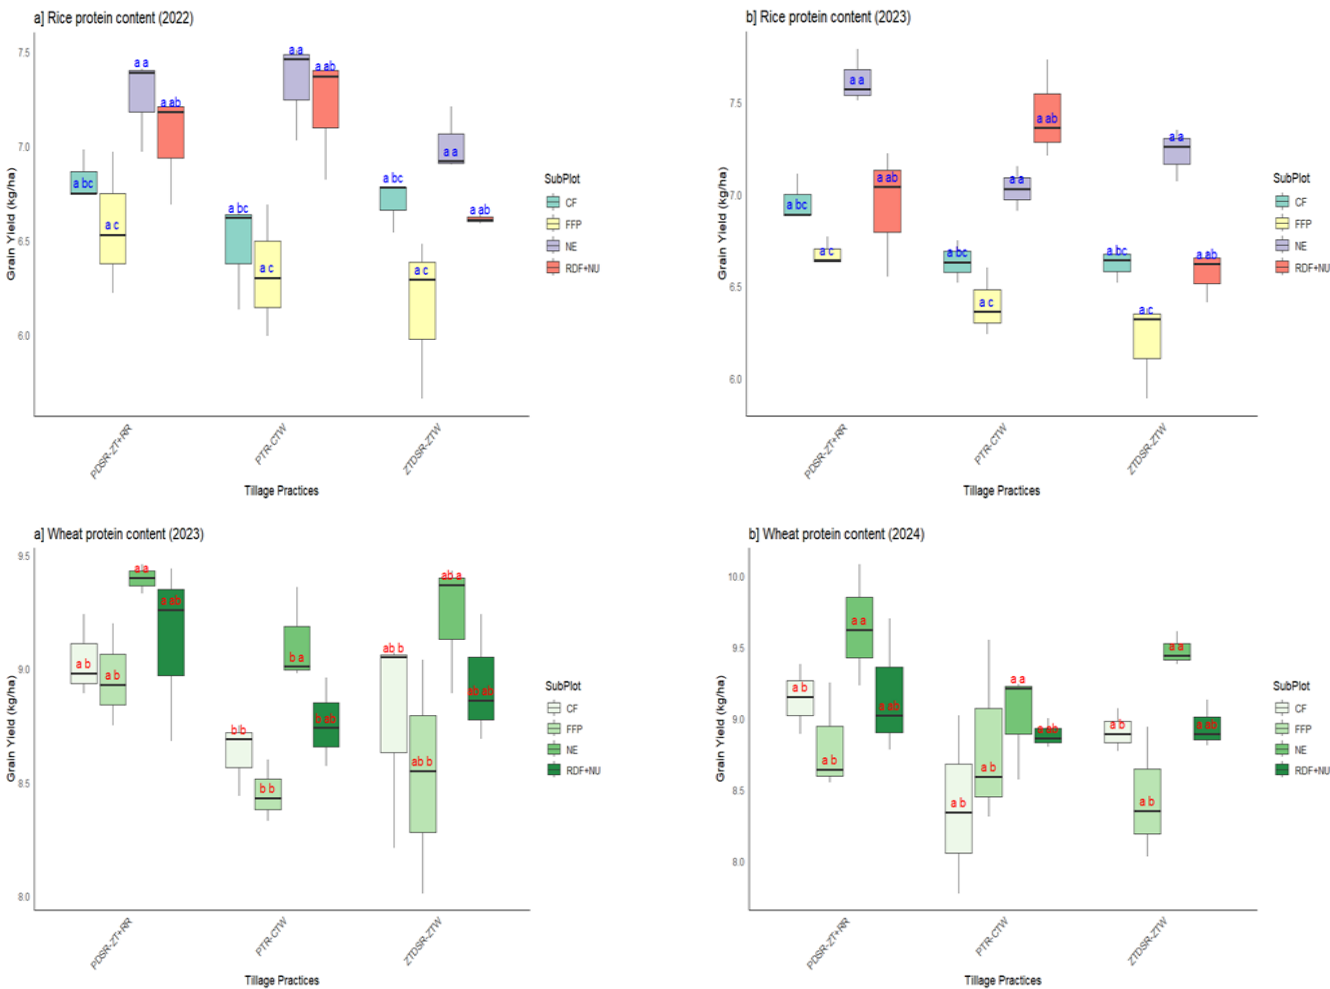 a] Rice protein content (2022)
Grain Yield (kg/ha)
7.5
7.0
6.5
6.0
a bc
a c
a a
a ab
a bc
a c
a a
a ab
a bc
a c
a a
a ab
PDSR-ZT+RR
PTR-CTW
ZTDSR-ZTW
Tillage Practices
SubPlot
CF
FFP
NE
RDF+NU
b] Rice protein content (2023)
Grain Yield (kg/ha)
7.5
7.0
6.5
6.0
a bc
a c
a a
a ab
a bc
a c
a a
a ab
a bc
a c
a a
a ab
PDSR-ZT+RR
PTR-CTW
ZTDSR-ZTW
Tillage Practices
SubPlot
CF
FFP
NE
RDF+NU
a] Wheat protein content (2023)
Grain Yield (kg/ha)
9.5
9.0
8.5
8.0
a b
a b
a a
a ab
b b
b b
b a
b ab
ab b
ab b
ab a
ab ab
PDSR-ZT+RR
PTR-CTW
ZTDSR-ZTW
Tillage Practices
SubPlot
CF
FFP
NE
RDF+NU
b] Wheat protein content (2024)
Grain Yield (kg/ha)
10.0
9.5
9.0
8.5
8.0
a b
a b
a a
a ab
a b
a b
a a
a ab
a b
a b
a a
a ab
PDSR-ZT+RR
PTR-CTW
ZTDSR-ZTW
Tillage Practices
SubPlot
CF
FFP
NE
RDF+NU